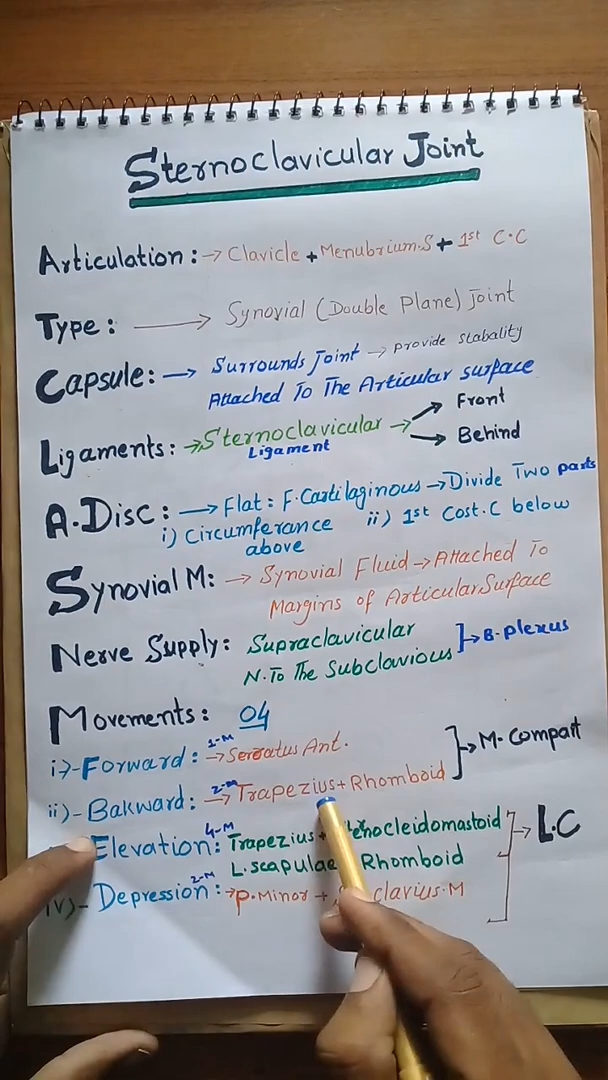 Sternoclavicular Joint
Articulation: → Clavicle + Menubrium.S + 1st C.C
Type: → Synovial (Double Plane) Joint
Capsule: → Surrounds Joint → Provide stabality
Attached To The Articular surface
Ligaments: → Sternoclavicular → Front
Ligament → Behind
A.Disc: → Flat: F.Cartilaginous → Divide Two parts
i) Circumferance ii) 1st Cost.C below
above
Synovial M: → Synovial Fluid → Attached To
Margins of Articular Surface
Nerve Supply: Supraclavicular
N.To The Subclavious → B.Plexus
Movements: 04
i)-Forward: 1-M → Serratus Ant.
→ M-Compait
ii)-Bakward: 2-M → Trapezius + Rhomboid
Elevation: 4-M Trapezius + → L.C
L.scapulae Rhomboid
IV)- Depression: 2-M → P.Minor +